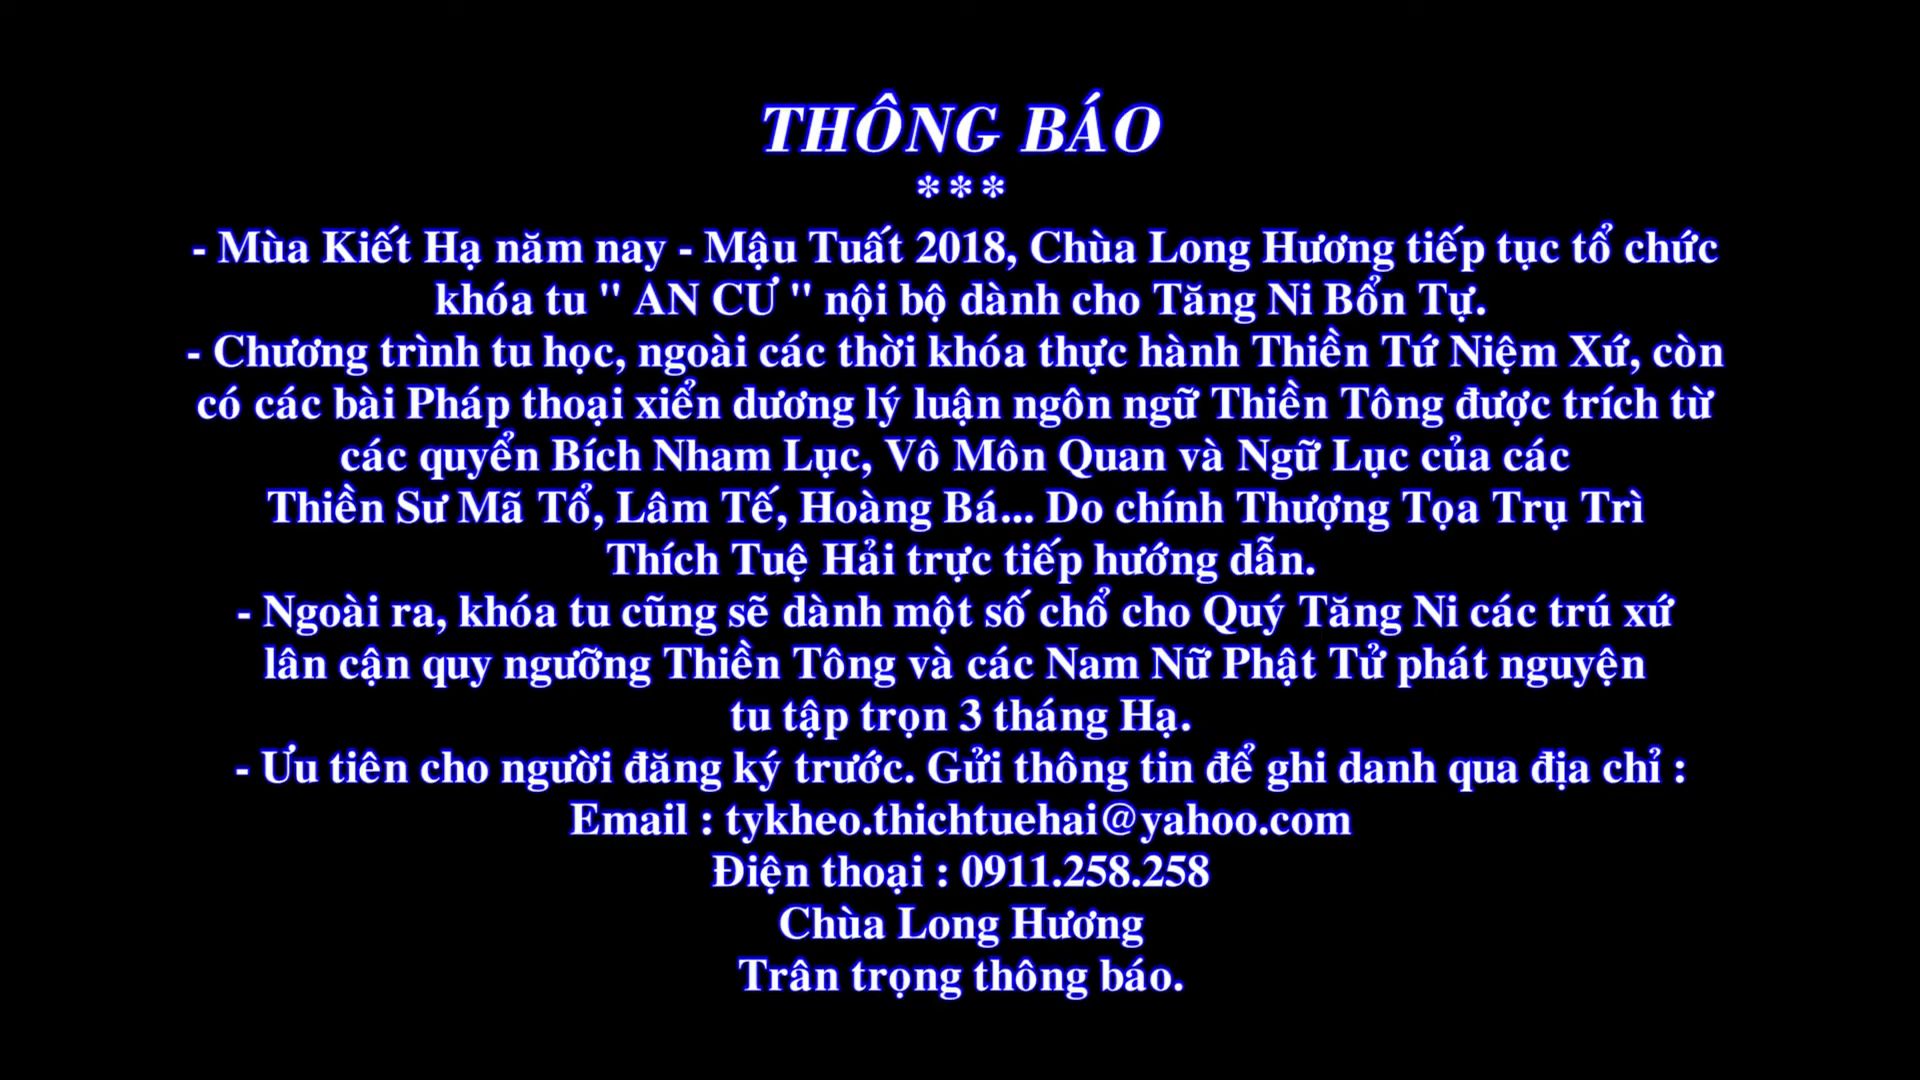 THÔNG BÁO
***
- Mùa Kiết Hạ năm nay - Mậu Tuất 2018, Chùa Long Hương tiếp tục tổ chức
khóa tu " AN CƯ " nội bộ dành cho Tăng Ni Bổn Tự.
- Chương trình tu học, ngoài các thời khóa thực hành Thiền Tứ Niệm Xứ, còn
có các bài Pháp thoại xiển dương lý luận ngôn ngữ Thiền Tông được trích từ
các quyển Bích Nham Lục, Vô Môn Quan và Ngữ Lục của các
Thiền Sư Mã Tổ, Lâm Tế, Hoàng Bá... Do chính Thượng Tọa Trụ Trì
Thích Tuệ Hải trực tiếp hướng dẫn.
- Ngoài ra, khóa tu cũng sẽ dành một số chổ cho Quý Tăng Ni các trú xứ
lân cận quy ngưỡng Thiền Tông và các Nam Nữ Phật Tử phát nguyện
tu tập trọn 3 tháng Hạ.
- Ưu tiên cho người đăng ký trước. Gửi thông tin để ghi danh qua địa chỉ :
Email : tykheo.thichtuehai@yahoo.com
Điện thoại : 0911.258.258
Chùa Long Hương
Trân trọng thông báo.